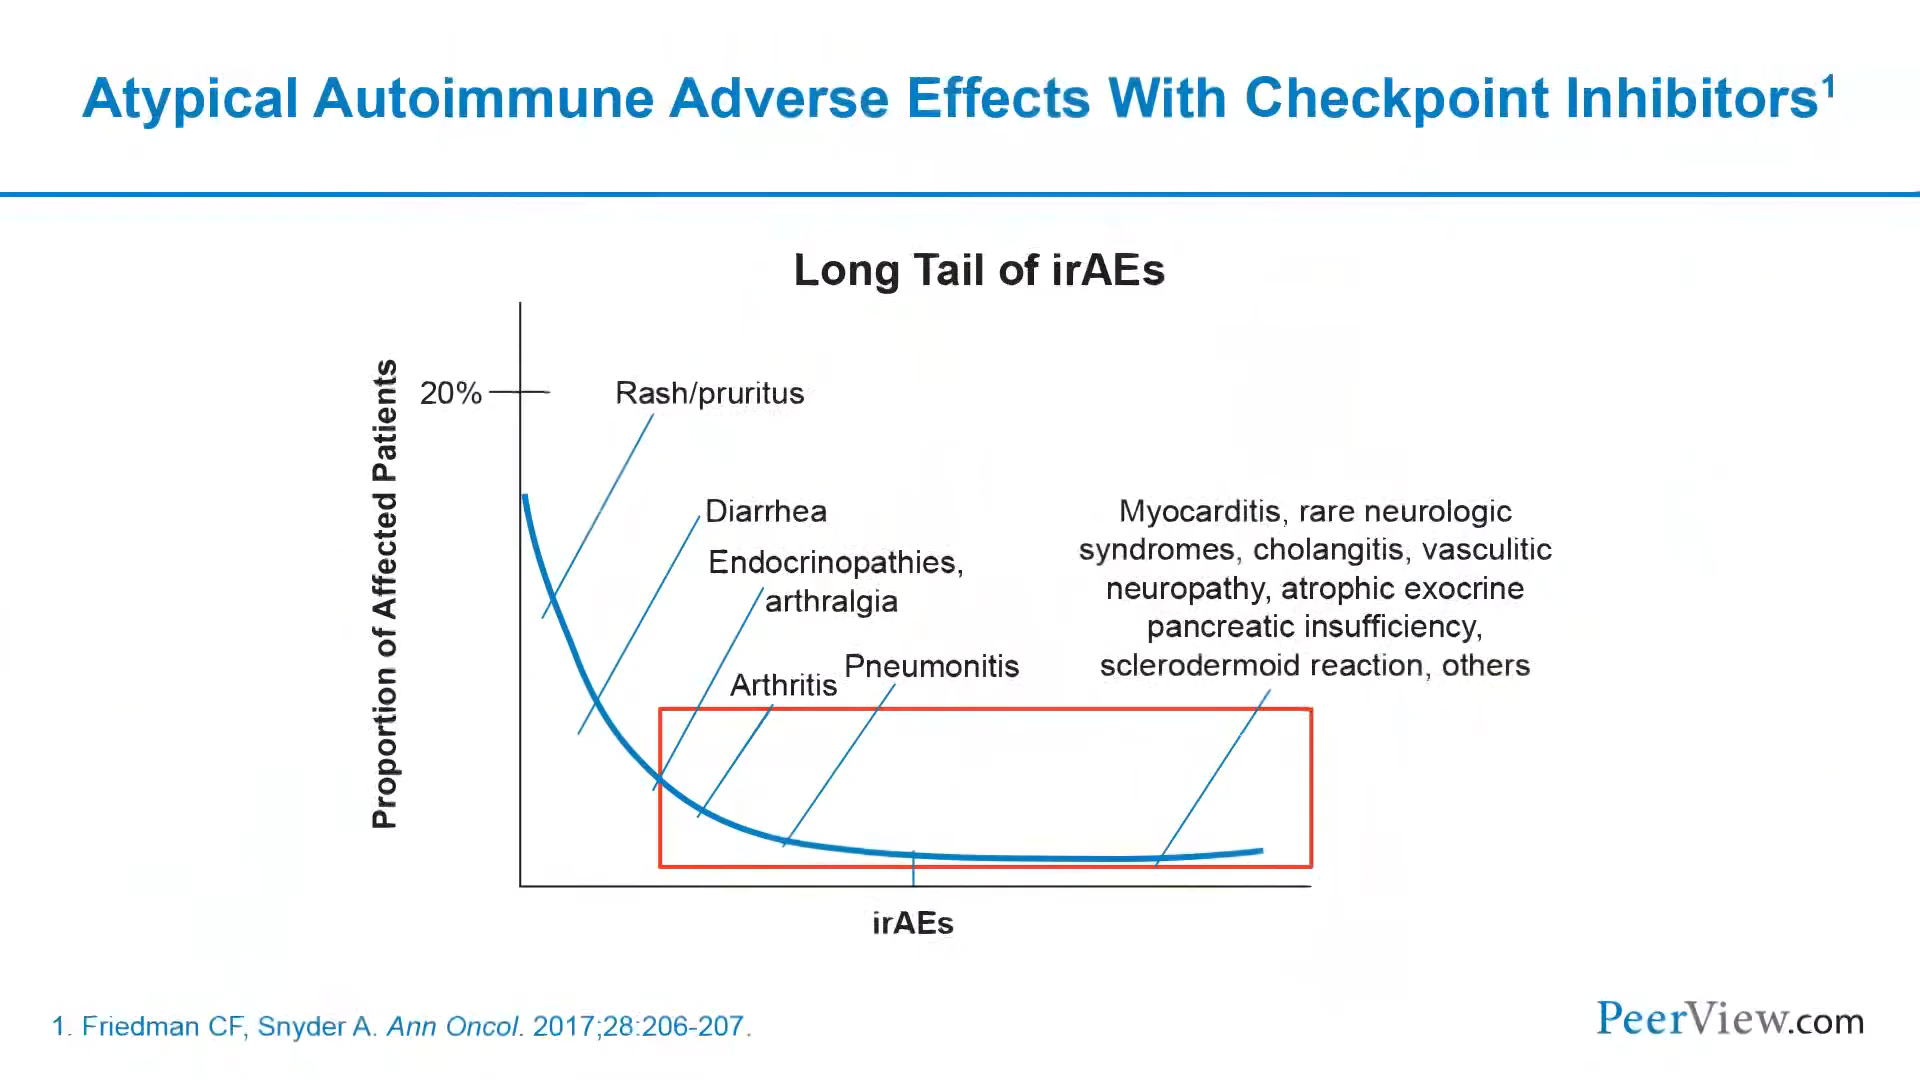 Atypical Autoimmune Adverse Effects With Checkpoint Inhibitors¹
Long Tail of irAEs
Proportion of Affected Patients
20%
Rash/pruritus
Diarrhea
Endocrinopathies,
arthralgia
Arthritis
Pneumonitis
Myocarditis, rare neurologic
syndromes, cholangitis, vasculitic
neuropathy, atrophic exocrine
pancreatic insufficiency,
sclerodermoid reaction, others
irAEs
1. Friedman CF, Snyder A. Ann Oncol. 2017;28:206-207.
PeerView.com